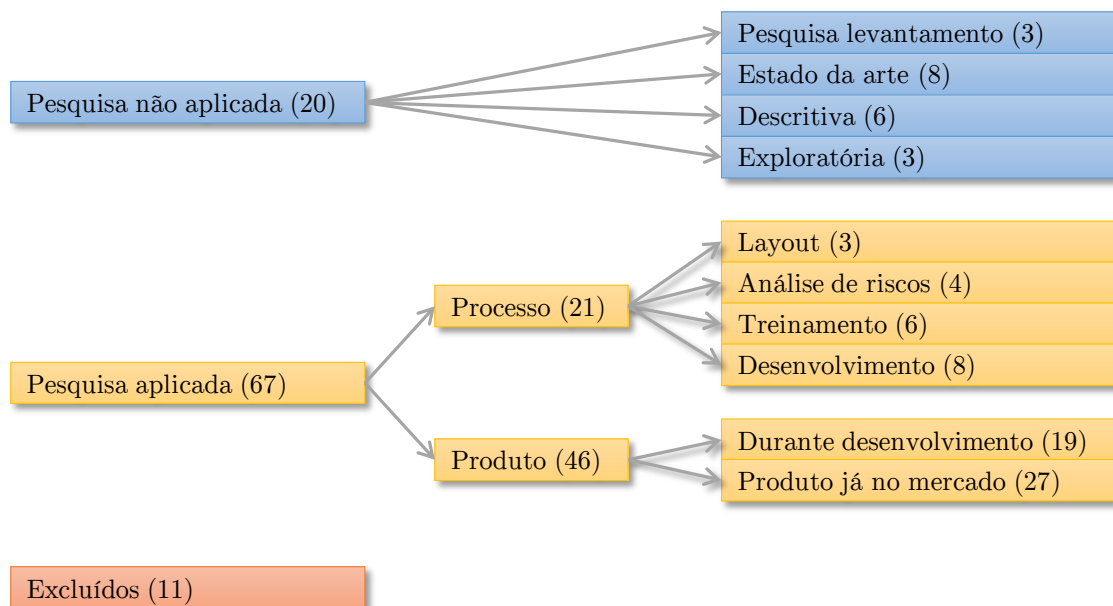 Pesquisa não aplicada (20)
Pesquisa levantamento (3)
Estado da arte (8)
Descritiva (6)
Exploratória (3)
Pesquisa aplicada (67)
Processo (21)
Layout (3)
Análise de riscos (4)
Treinamento (6)
Desenvolvimento (8)
Produto (46)
Durante desenvolvimento (19)
Produto já no mercado (27)
Excluídos (11)